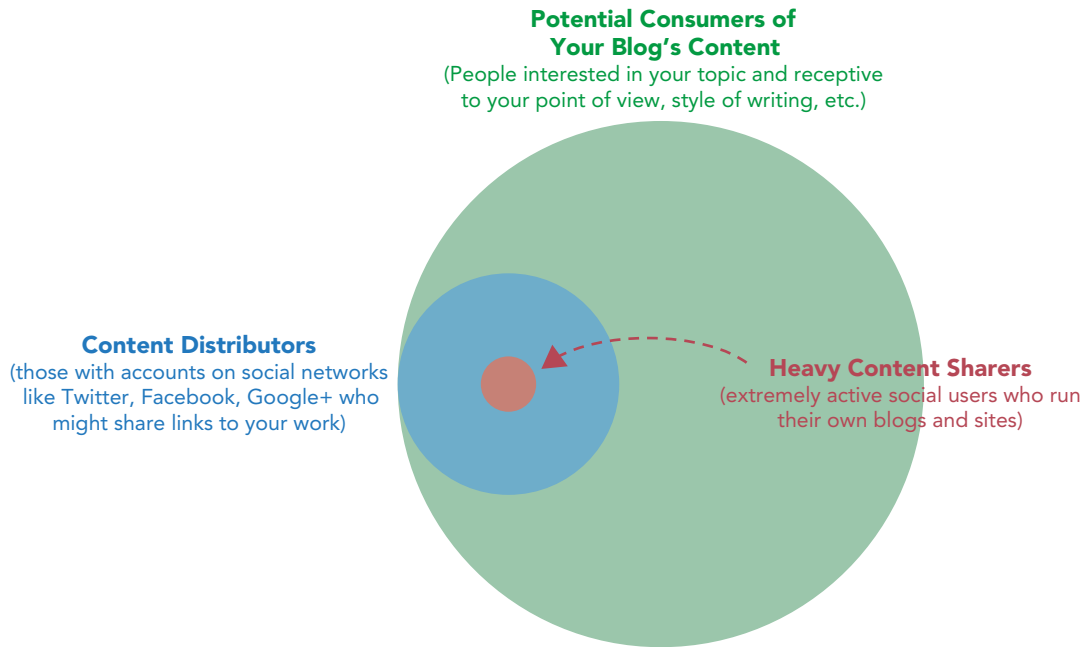 Potential Consumers of
Your Blog’s Content
(People interested in your topic and receptive
to your point of view, style of writing, etc.)
Content Distributors
(those with accounts on social networks
like Twitter, Facebook, Google+ who
might share links to your work)
Heavy Content Sharers
(extremely active social users who run
their own blogs and sites)